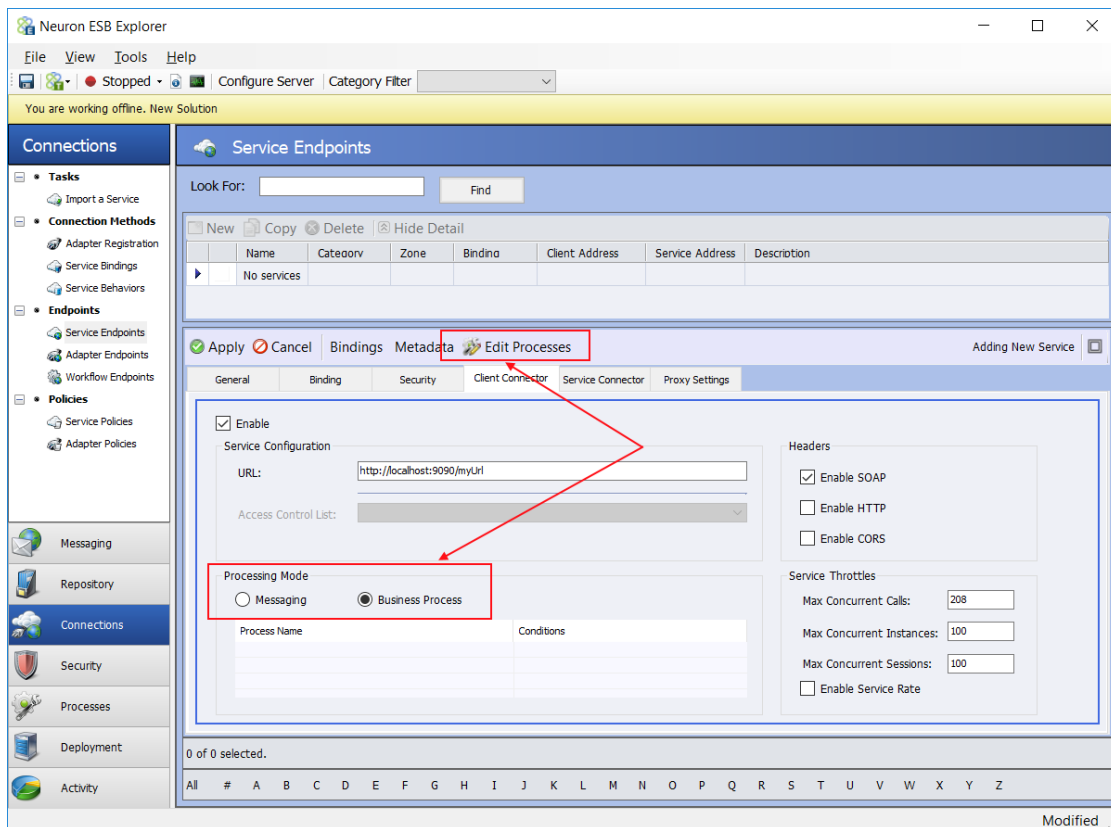 Neuron ESB Explorer
File View Tools Help
Stopped Configure Server Category Filter
You are working offline. New Solution
Connections
Tasks
Import a Service
Connection Methods
Adapter Registration
Service Bindings
Service Behaviors
Endpoints
Service Endpoints
Adapter Endpoints
Workflow Endpoints
Policies
Service Policies
Adapter Policies
Messaging
Repository
Connections
Security
Processes
Deployment
Activity
Service Endpoints
Look For: Find
New Copy Delete Hide Detail
Name Category Zone Binding Client Address Service Address Description
No services
Apply Cancel Bindings Metadata Edit Processes Adding New Service
General Binding Security Client Connector Service Connector Proxy Settings
Enable
Service Configuration
URL: http://localhost:9090/myUrl
Access Control List:
Headers
Enable SOAP
Enable HTTP
Enable CORS
Processing Mode
Messaging Business Process
Process Name Conditions
Service Throttles
Max Concurrent Calls: 208
Max Concurrent Instances: 100
Max Concurrent Sessions: 100
Enable Service Rate
0 of 0 selected.
All # A B C D E F G H I J K L M N O P Q R S T U V W X Y Z
Modified